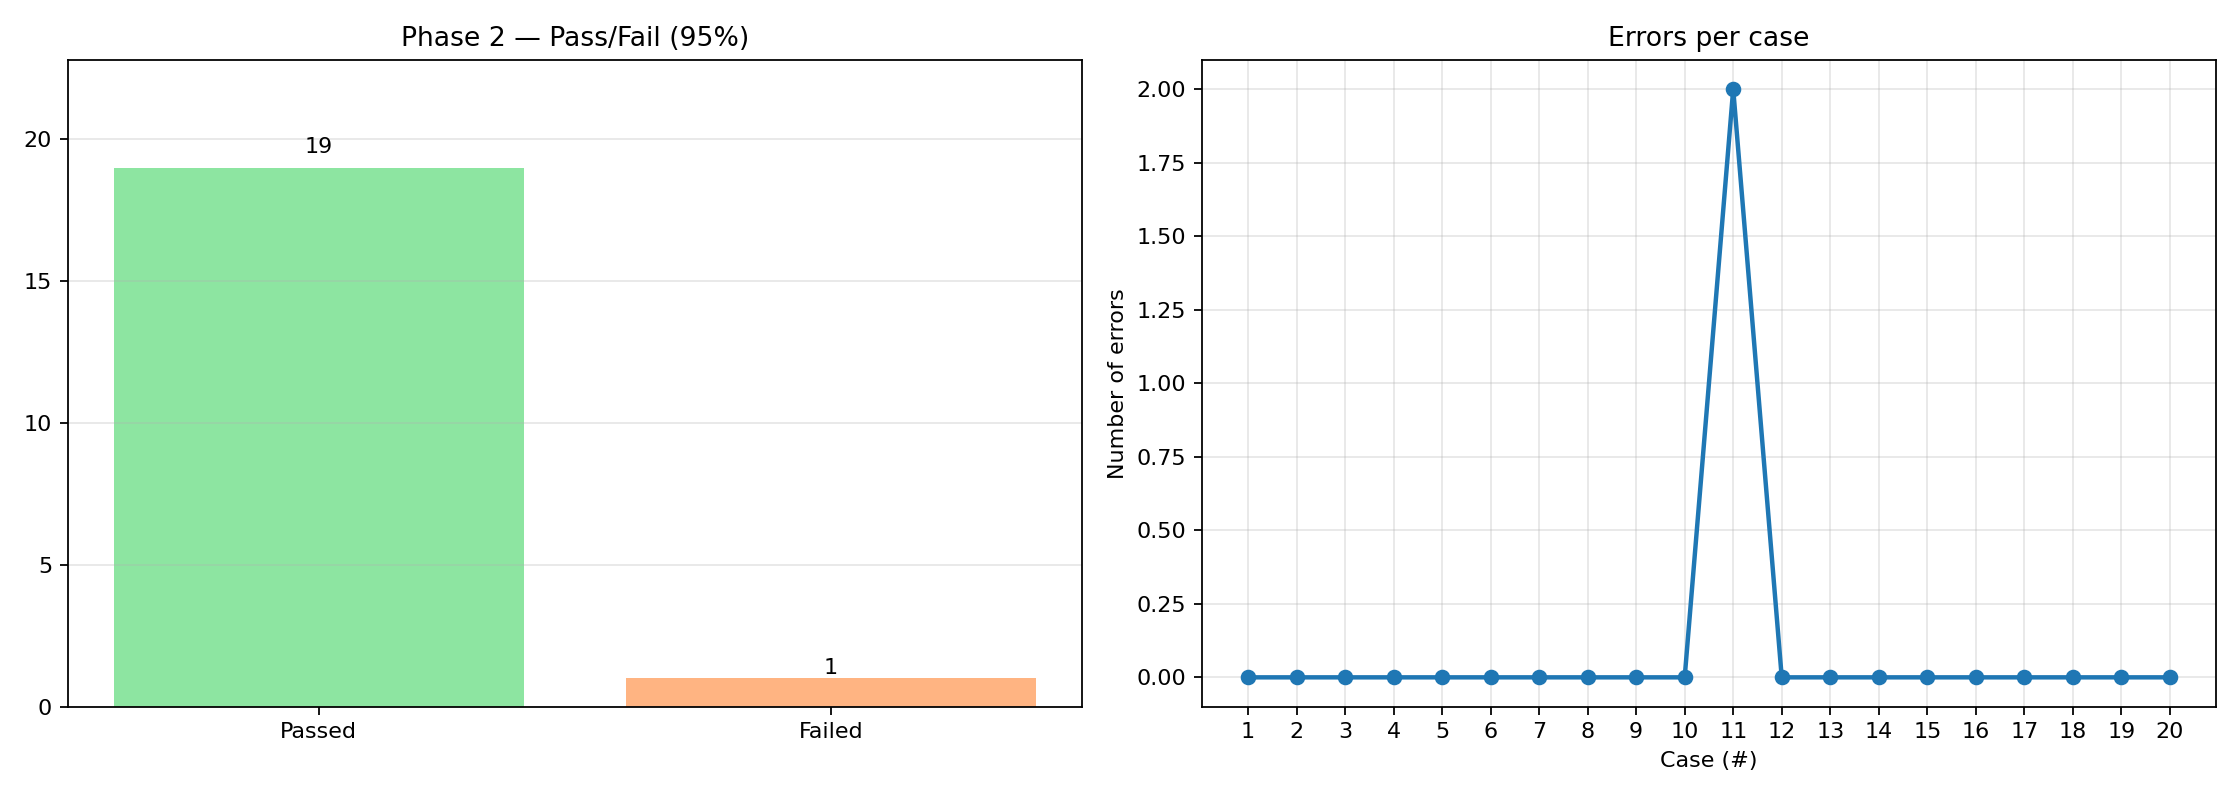 Phase 2 — Pass/Fail (95%)
20
15
10
5
0
19
1
Passed
Failed
Errors per case
Number of errors
2.00
1.75
1.50
1.25
1.00
0.75
0.50
0.25
0.00
1 2 3 4 5 6 7 8 9 10 11 12 13 14 15 16 17 18 19 20
Case (#)